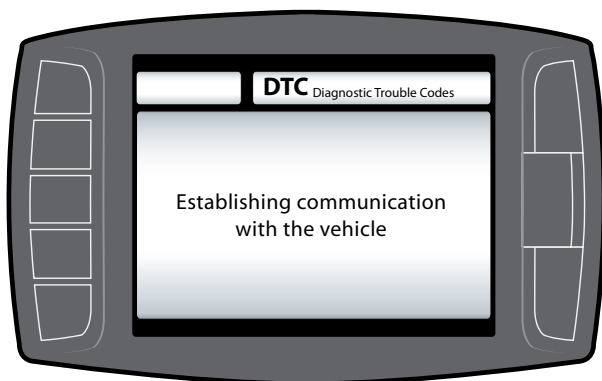 DTC Diagnostic Trouble Codes
Establishing communication
with the vehicle